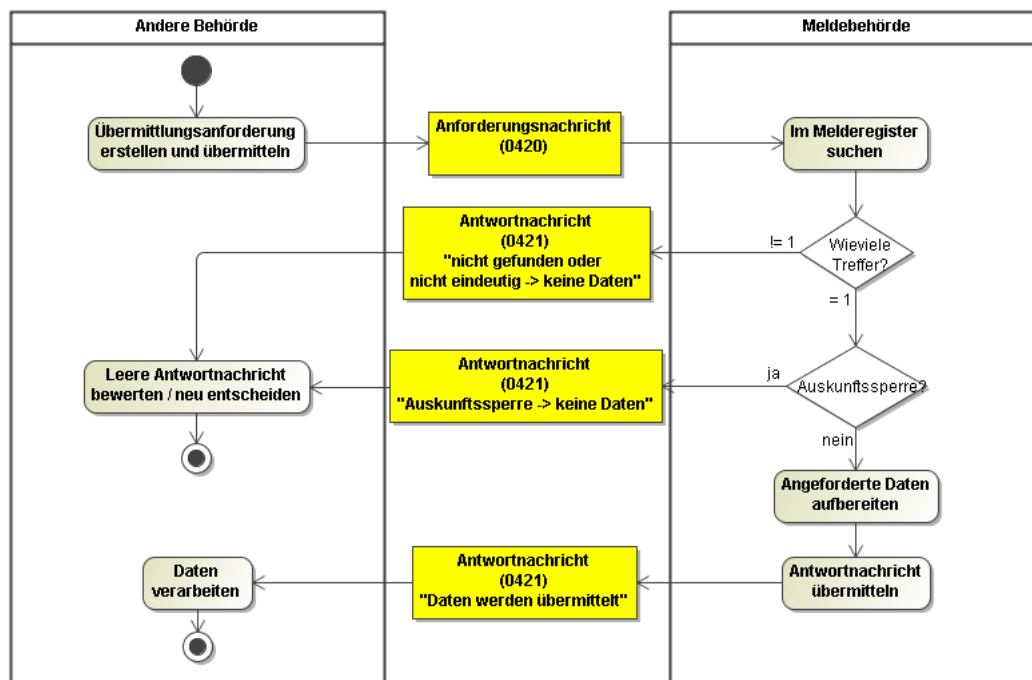 Andere Behörde
Meldebehörde
Übermittlungsanforderung
erstellen und übermitteln
Anforderungsnachricht
(0420)
Im Melderegister
suchen
Antwortnachricht
(0421)
"nicht gefunden oder
nicht eindeutig -> keine Daten"
!= 1
Wieviele
Treffer?
= 1
Leere Antwortnachricht
bewerten / neu entscheiden
Antwortnachricht
(0421)
"Auskunftssperre -> keine Daten"
ja
Auskunftssperre?
nein
Angeforderte Daten
aufbereiten
Daten
verarbeiten
Antwortnachricht
(0421)
"Daten werden übermittelt"
Antwortnachricht
übermitteln